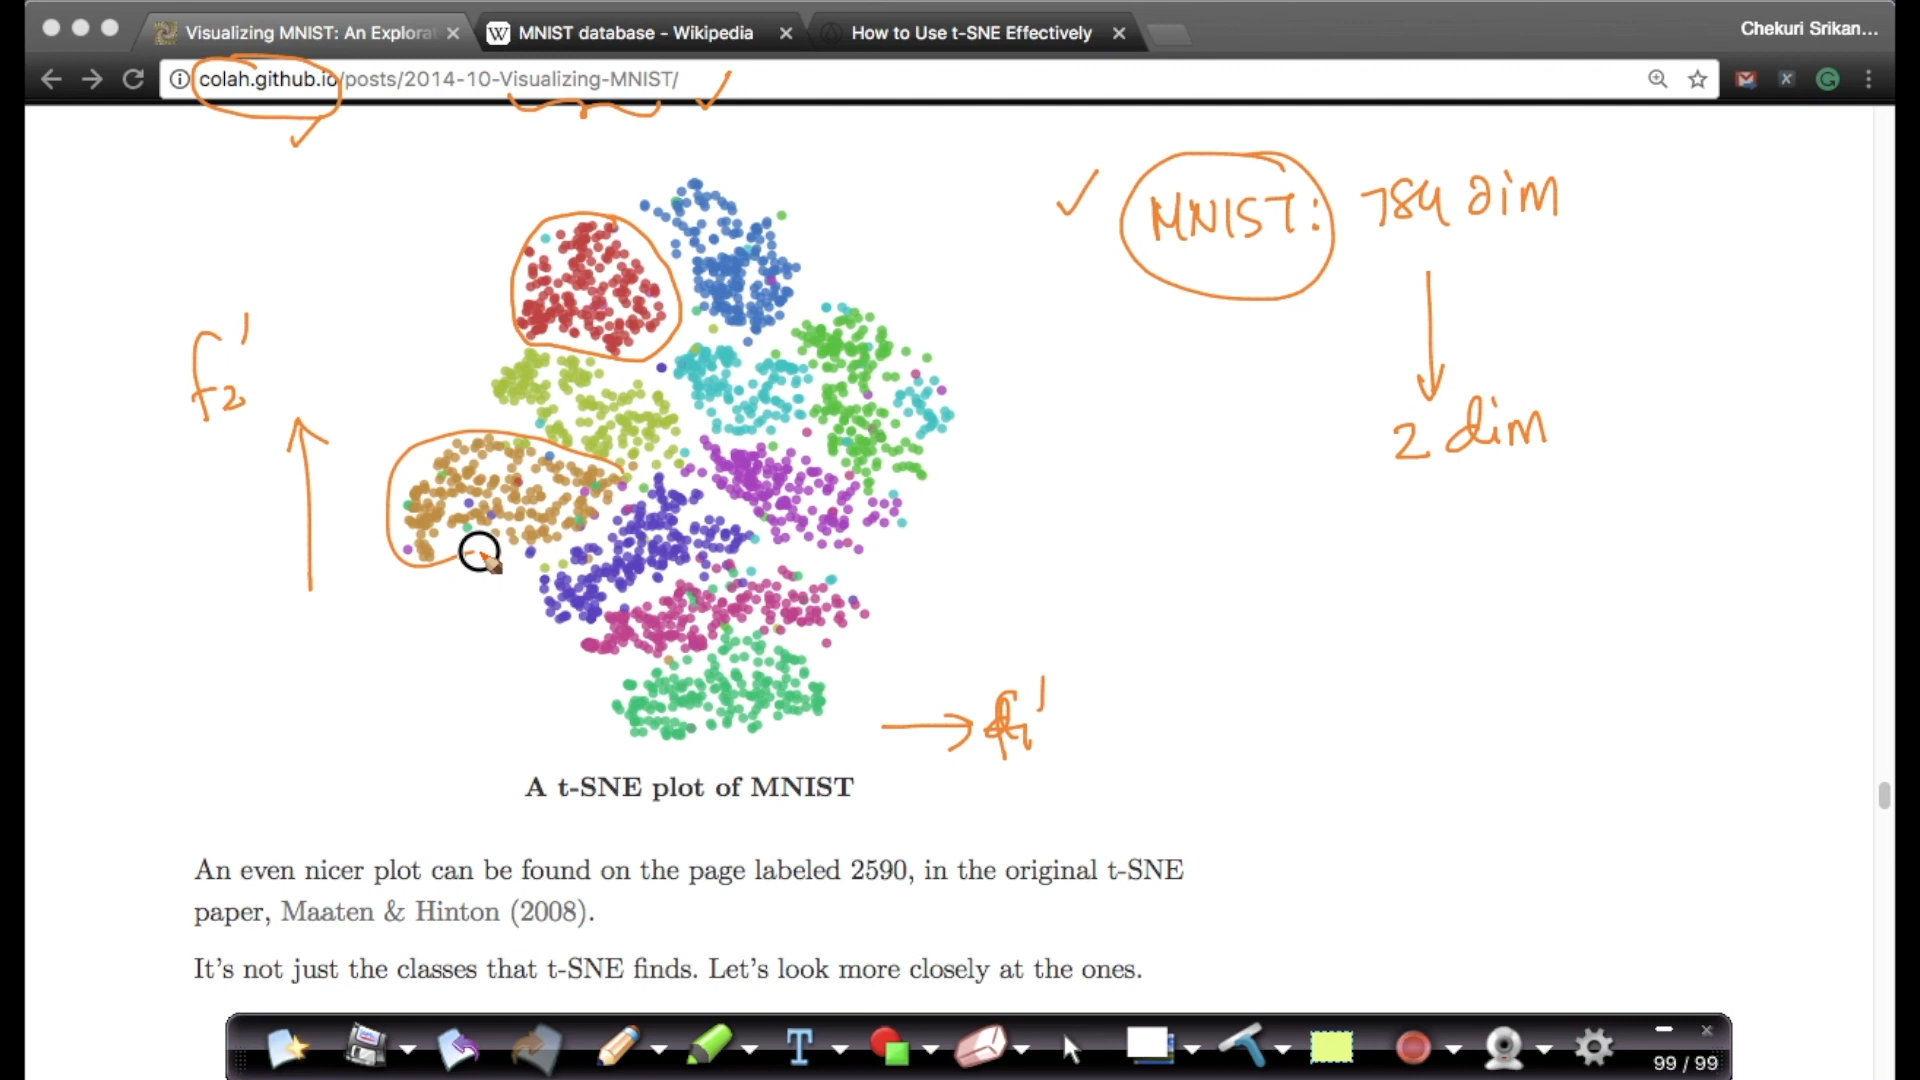 Visualizing MNIST: An Explorat
MNIST database - Wikipedia
How to Use t-SNE Effectively
Chekuri Srikan...
colah.github.io/posts/2014-10-Visualizing-MNIST/
MNIST: 784 dim
2 dim
f2'
f1'
A t-SNE plot of MNIST
An even nicer plot can be found on the page labeled 2590, in the original t-SNE
paper, Maaten & Hinton (2008).
It's not just the classes that t-SNE finds. Let's look more closely at the ones.
99 / 99